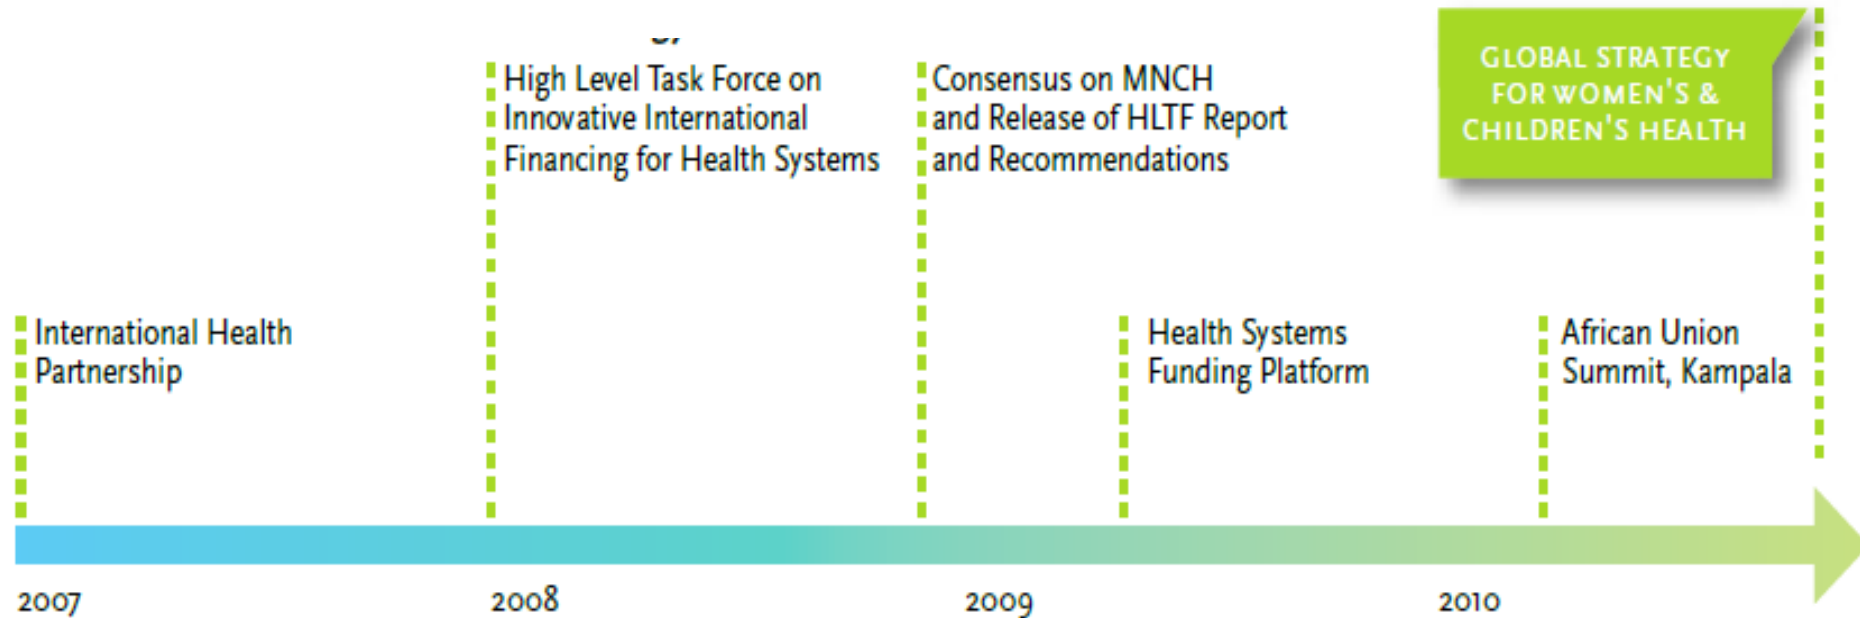 High Level Task Force on
Innovative International
Financing for Health Systems
Consensus on MNCH
and Release of HLTF Report
and Recommendations
GLOBAL STRATEGY
FOR WOMEN'S &
CHILDREN'S HEALTH
International Health
Partnership
Health Systems
Funding Platform
African Union
Summit, Kampala
2007
2008
2009
2010